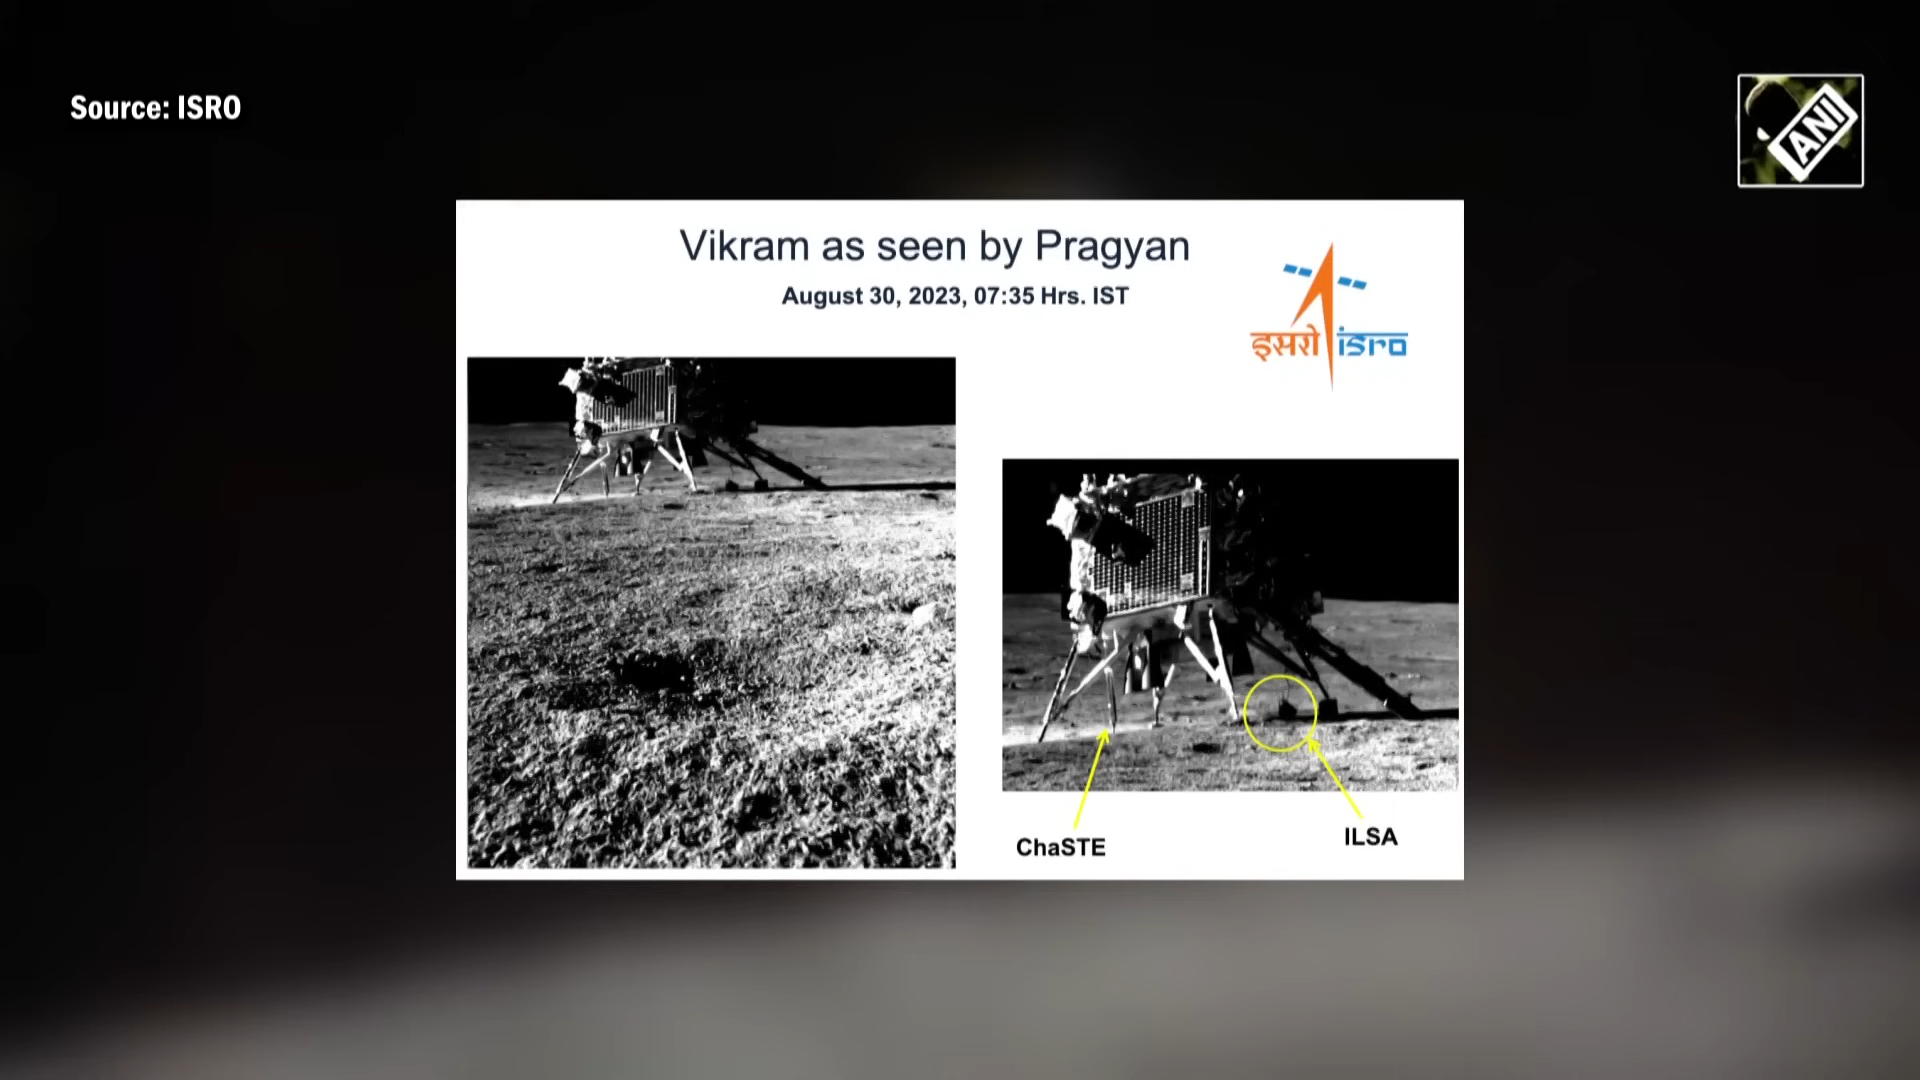 Source: ISRO
ANI
Vikram as seen by Pragyan
August 30, 2023, 07:35 Hrs. IST
इसरो isro
ChaSTE
ILSA